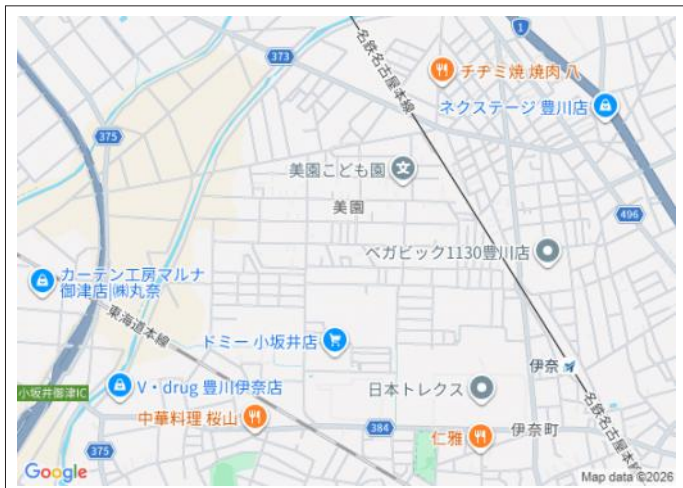 1
373
名鉄名古屋本線
チヂミ焼 焼肉 八
ネクステージ 豊川店
375
美園こども園
美園
496
ベガビック1130豊川店
カーテン工房マルナ
御津店 ㈱丸奈
東海道本線
ドミー 小坂井店
伊奈
小坂井御津IC
V・drug 豊川伊奈店
日本トレクス
名鉄名古屋本
中華料理 桜山
384
仁雅
伊奈町
375
Google
Map data ©2026